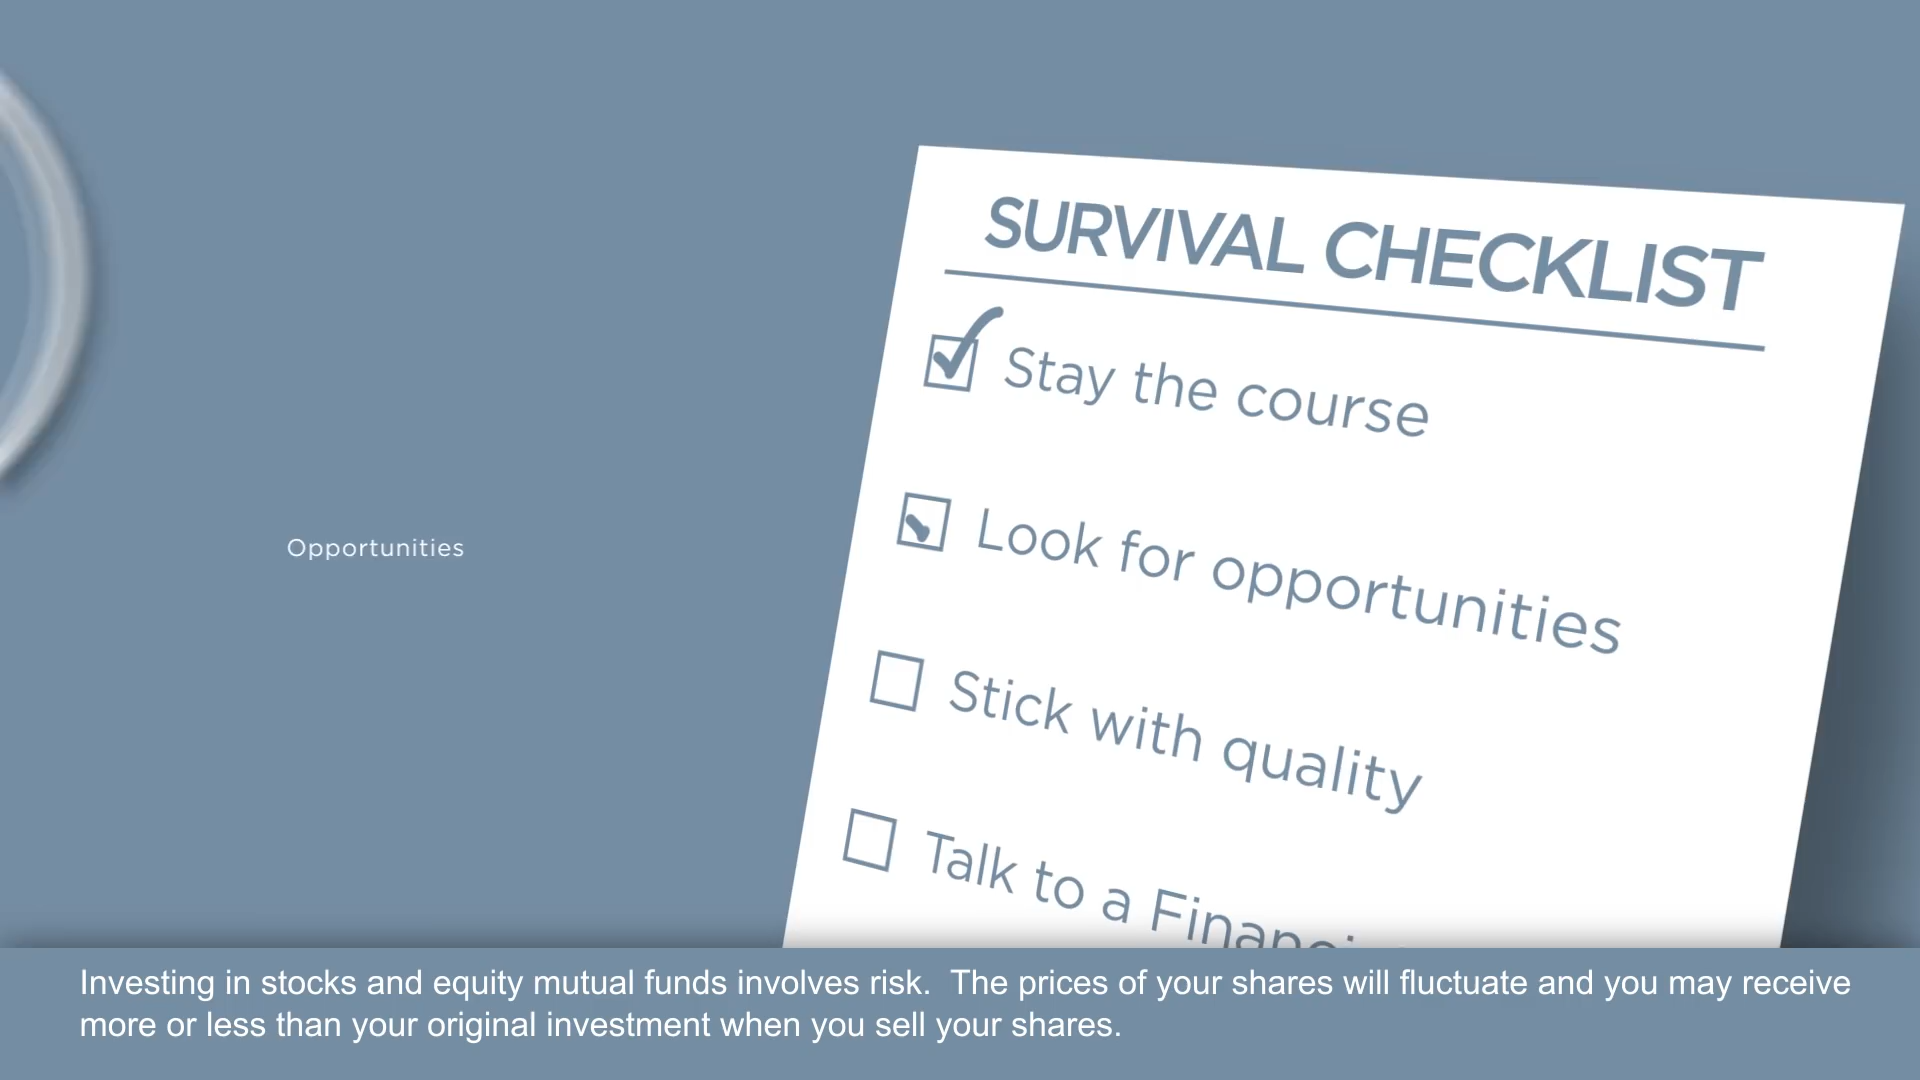 SURVIVAL CHECKLIST
Stay the course
Look for opportunities
Opportunities
Stick with quality
Talk to a
Investing in stocks and equity mutual funds involves risk.  The prices of your shares will fluctuate and you may receive
more or less than your original investment when you sell your shares.